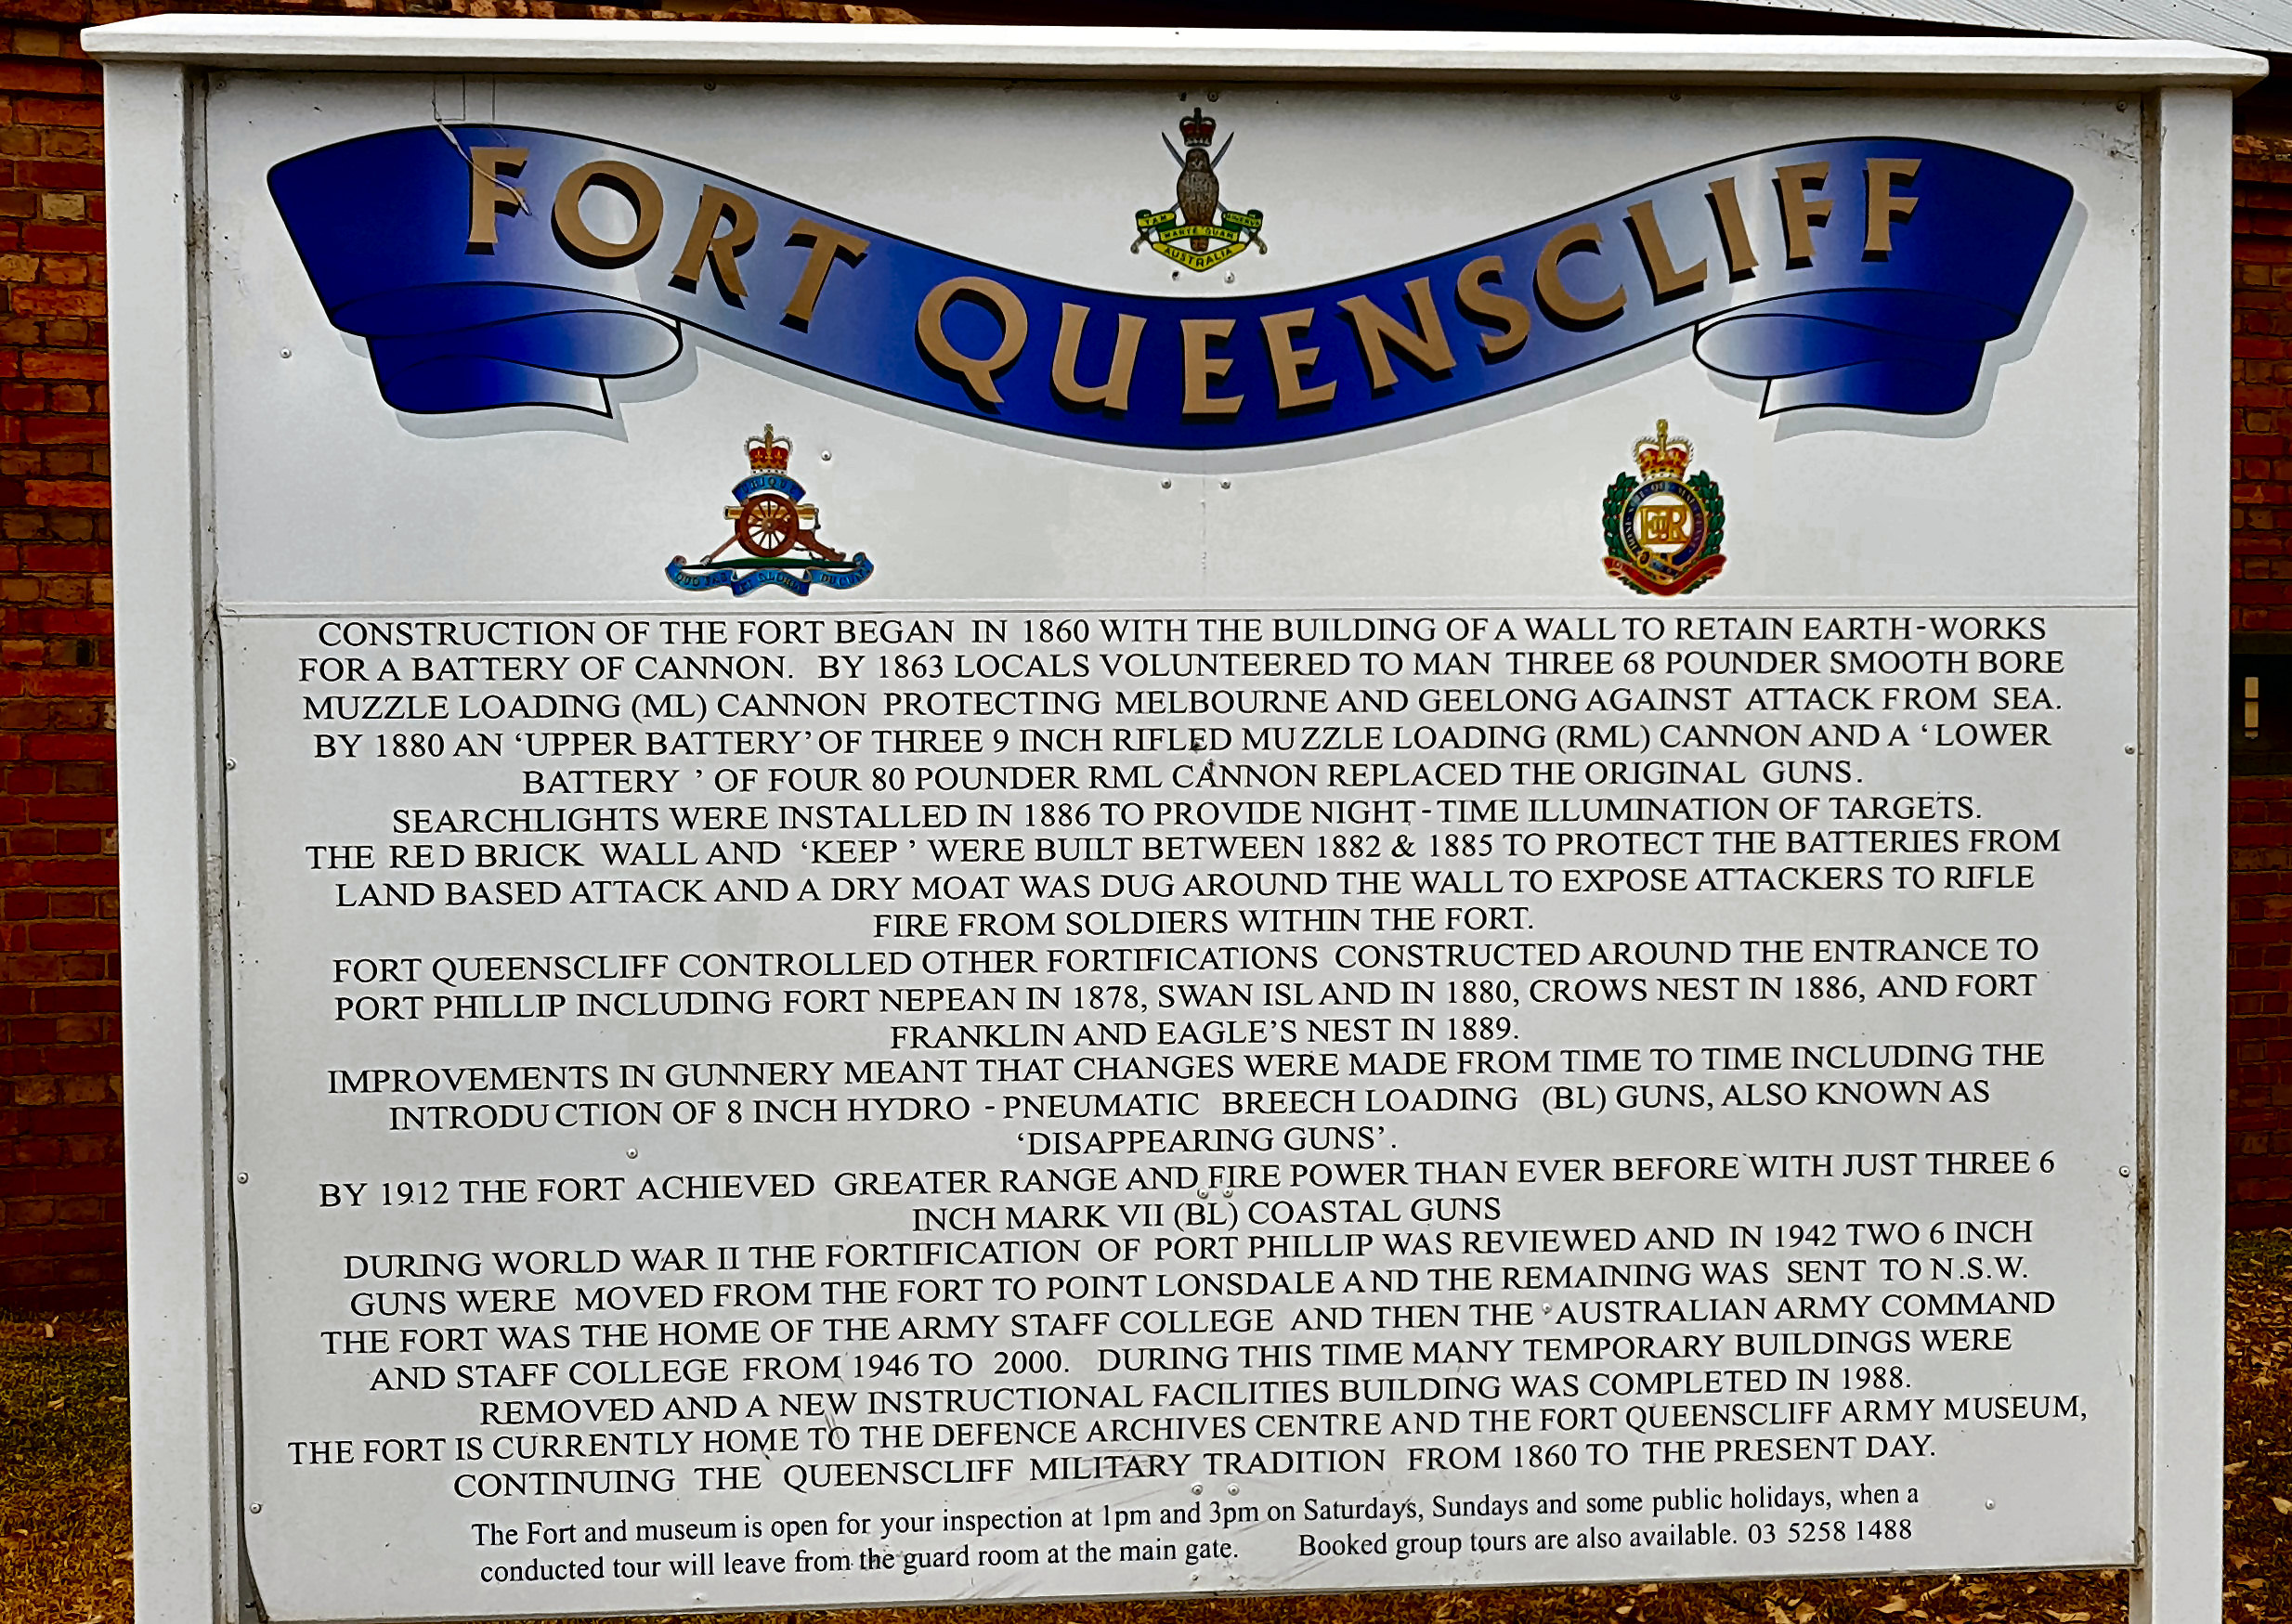 FORT QUEENSCLIFF
TAM MINERVA
MARTE QUAM
AUSTRALIA
UBIQUE
EIIR
CONSTRUCTION OF THE FORT BEGAN IN 1860 WITH THE BUILDING OF A WALL TO RETAIN EARTH-WORKS
FOR A BATTERY OF CANNON. BY 1863 LOCALS VOLUNTEERED TO MAN THREE 68 POUNDER SMOOTH BORE
MUZZLE LOADING (ML) CANNON PROTECTING MELBOURNE AND GEELONG AGAINST ATTACK FROM SEA.
BY 1880 AN ‘UPPER BATTERY’ OF THREE 9 INCH RIFLED MUZZLE LOADING (RML) CANNON AND A ‘LOWER
BATTERY’ OF FOUR 80 POUNDER RML CANNON REPLACED THE ORIGINAL GUNS.
SEARCHLIGHTS WERE INSTALLED IN 1886 TO PROVIDE NIGHT-TIME ILLUMINATION OF TARGETS.
THE RED BRICK WALL AND ‘KEEP’ WERE BUILT BETWEEN 1882 & 1885 TO PROTECT THE BATTERIES FROM
LAND BASED ATTACK AND A DRY MOAT WAS DUG AROUND THE WALL TO EXPOSE ATTACKERS TO RIFLE
FIRE FROM SOLDIERS WITHIN THE FORT.
FORT QUEENSCLIFF CONTROLLED OTHER FORTIFICATIONS CONSTRUCTED AROUND THE ENTRANCE TO
PORT PHILLIP INCLUDING FORT NEPEAN IN 1878, SWAN ISLAND IN 1880, CROWS NEST IN 1886, AND FORT
FRANKLIN AND EAGLE’S NEST IN 1889.
IMPROVEMENTS IN GUNNERY MEANT THAT CHANGES WERE MADE FROM TIME TO TIME INCLUDING THE
INTRODUCTION OF 8 INCH HYDRO - PNEUMATIC BREECH LOADING (BL) GUNS, ALSO KNOWN AS
‘DISAPPEARING GUNS’.
BY 1912 THE FORT ACHIEVED GREATER RANGE AND FIRE POWER THAN EVER BEFORE WITH JUST THREE 6
INCH MARK VII (BL) COASTAL GUNS
DURING WORLD WAR II THE FORTIFICATION OF PORT PHILLIP WAS REVIEWED AND IN 1942 TWO 6 INCH
GUNS WERE MOVED FROM THE FORT TO POINT LONSDALE AND THE REMAINING WAS SENT TO N.S.W.
THE FORT WAS THE HOME OF THE ARMY STAFF COLLEGE AND THEN THE AUSTRALIAN ARMY COMMAND
AND STAFF COLLEGE FROM 1946 TO 2000. DURING THIS TIME MANY TEMPORARY BUILDINGS WERE
REMOVED AND A NEW INSTRUCTIONAL FACILITIES BUILDING WAS COMPLETED IN 1988.
THE FORT IS CURRENTLY HOME TO THE DEFENCE ARCHIVES CENTRE AND THE FORT QUEENSCLIFF ARMY MUSEUM,
CONTINUING THE QUEENSCLIFF MILITARY TRADITION FROM 1860 TO THE PRESENT DAY.
The Fort and museum is open for your inspection at 1pm and 3pm on Saturdays, Sundays and some public holidays, when a
conducted tour will leave from the guard room at the main gate. Booked group tours are also available. 03 5258 1488